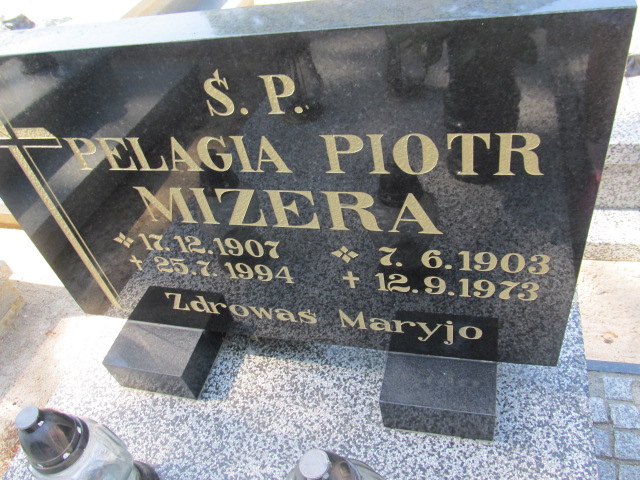 Ś. P.
PELAGIA PIOTR
MIZERA
17.12.1907 7.6.1903
+ 25.7.1994 + 12.9.1973
Zdrowaś Maryjo